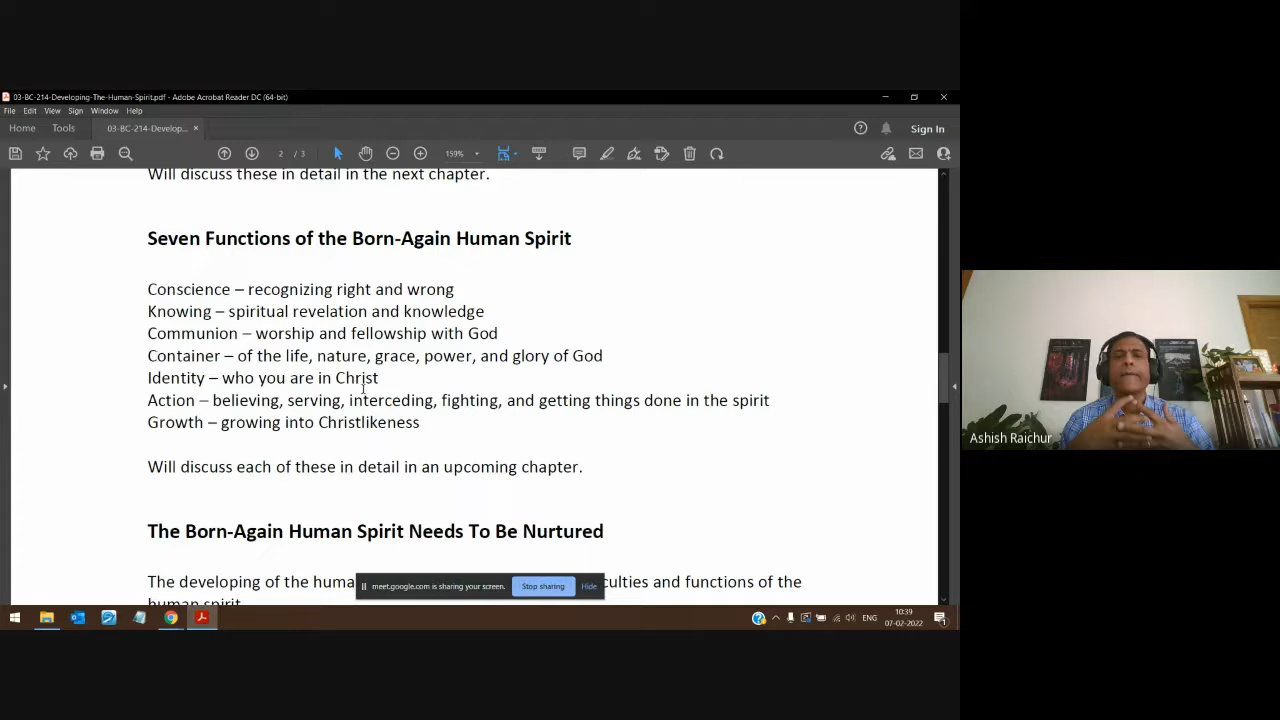 03-BC-214-Developing-The-Human-Spirit.pdf - Adobe Acrobat Reader DC (64-bit)
File Edit View Sign Window Help
Home Tools 03-BC-214-Develop... × Sign In
2 / 3 159%
Will discuss these in detail in the next chapter.
Seven Functions of the Born-Again Human Spirit
Conscience – recognizing right and wrong
Knowing – spiritual revelation and knowledge
Communion – worship and fellowship with God
Container – of the life, nature, grace, power, and glory of God
Identity – who you are in Christ
Action – believing, serving, interceding, fighting, and getting things done in the spirit
Growth – growing into Christlikeness
Will discuss each of these in detail in an upcoming chapter.
The Born-Again Human Spirit Needs To Be Nurtured
The developing of the huma culties and functions of the
human spirit
meet.google.com is sharing your screen. Stop sharing Hide
ENG 10:39
07-02-2022
Ashish Raichur